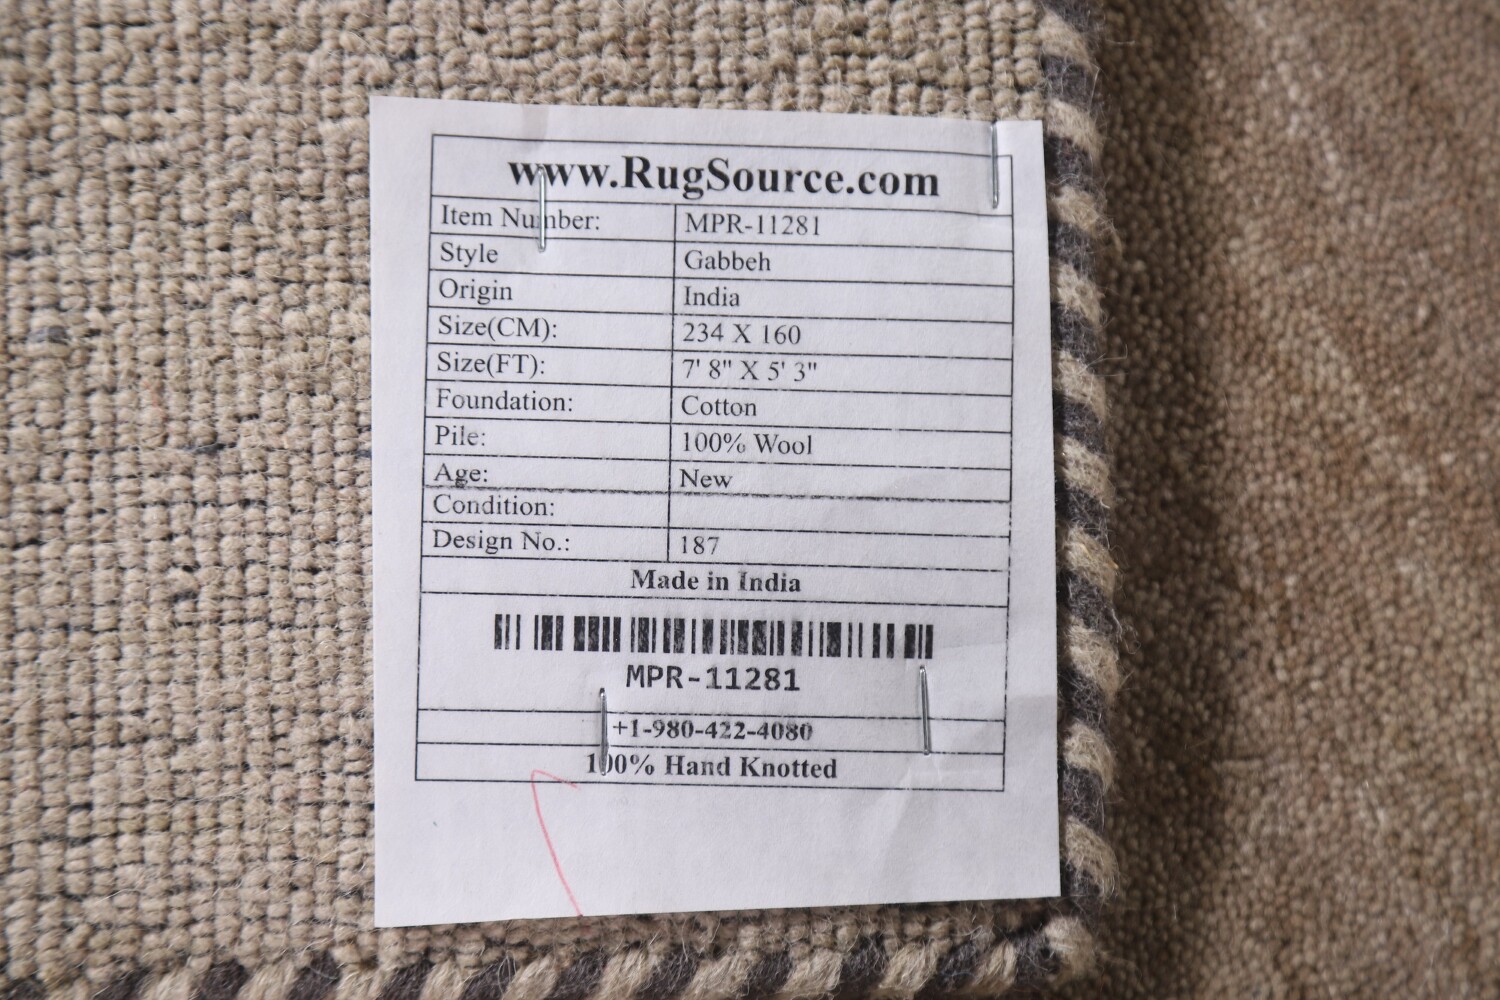 www.RugSource.com
Item Number: MPR-11281
Style Gabbeh
Origin India
Size(CM): 234 X 160
Size(FT): 7' 8" X 5' 3"
Foundation: Cotton
Pile: 100% Wool
Age: New
Condition:
Design No.: 187
Made in India
MPR-11281
+1-980-422-4080
100% Hand Knotted